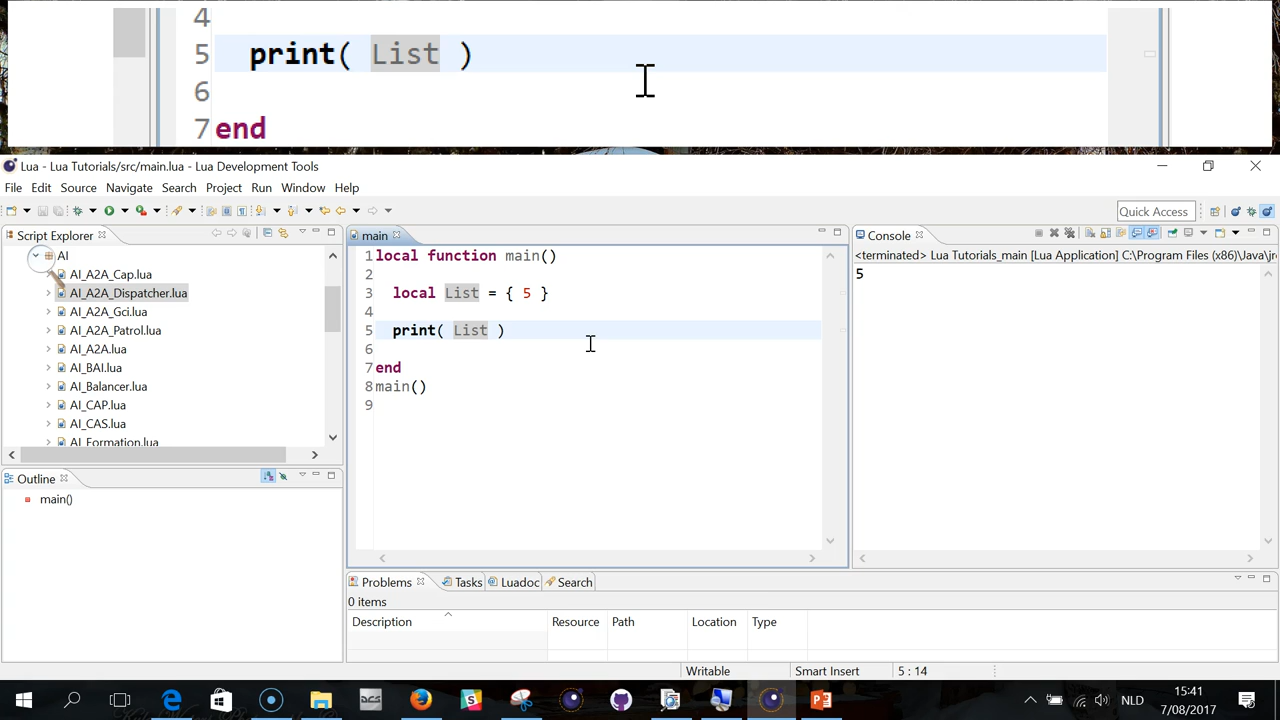 4
5 print( List )
6
7 end
Lua - Lua Tutorials/src/main.lua - Lua Development Tools
File Edit Source Navigate Search Project Run Window Help
Quick Access
Script Explorer
AI
AI_A2A_Cap.lua
AI_A2A_Dispatcher.lua
AI_A2A_Gci.lua
AI_A2A_Patrol.lua
AI_A2A.lua
AI_BAI.lua
AI_Balancer.lua
AI_CAP.lua
AI_CAS.lua
AI_Formation.lua
Outline
main()
main
1 local function main()
2
3 local List = { 5 }
4
5 print( List )
6
7 end
8 main()
9
Console
<terminated> Lua Tutorials_main [Lua Application] C:\Program Files (x86)\Java\jr
5
Problems Tasks Luadoc Search
0 items
Description Resource Path Location Type
Writable Smart Insert 5 : 14
DCS
NLD
15:41
7/08/2017